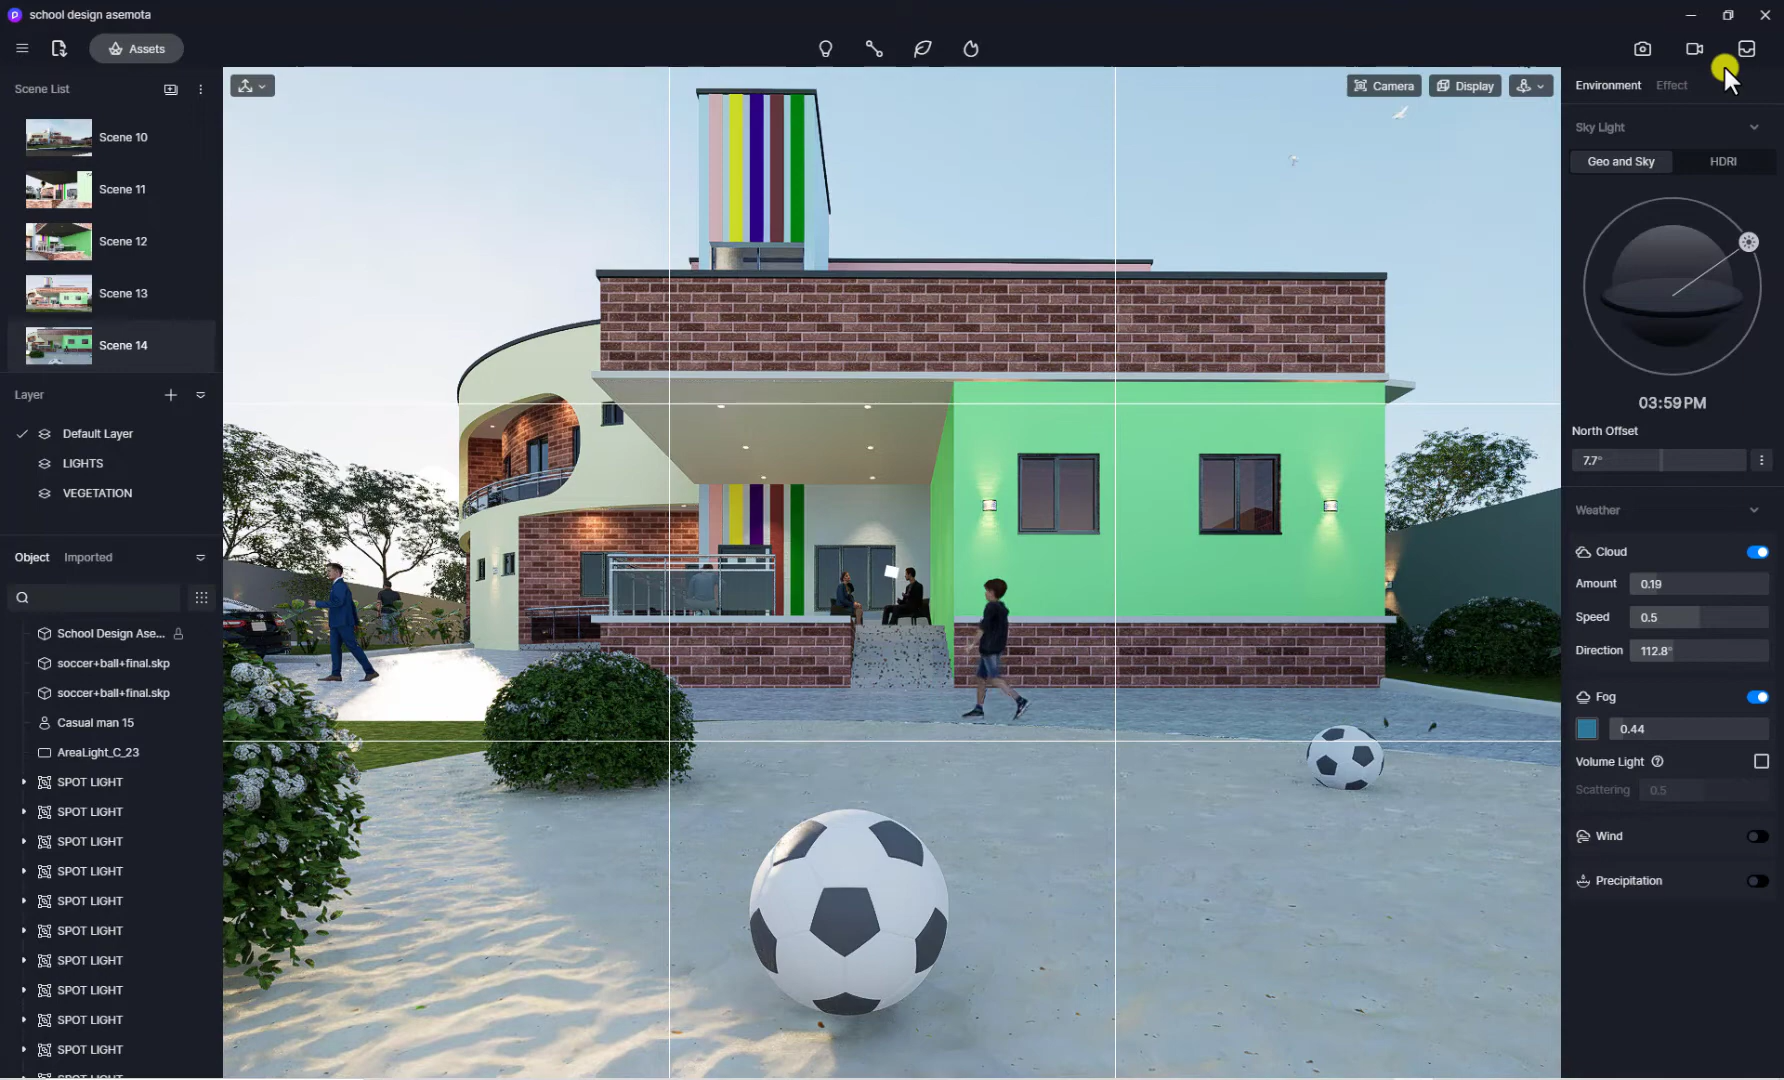 school design asemota
Assets
Scene List
Scene 10
Scene 11
Scene 12
Scene 13
Scene 14
Layer
Default Layer
LIGHTS
VEGETATION
Object Imported
School Design Ase...
soccer+ball+final.skp
soccer+ball+final.skp
Casual man 15
AreaLight_C_23
SPOT LIGHT
SPOT LIGHT
SPOT LIGHT
SPOT LIGHT
SPOT LIGHT
SPOT LIGHT
SPOT LIGHT
SPOT LIGHT
SPOT LIGHT
SPOT LIGHT
SPOT LIGHT
Camera Display
Environment Effect
Sky Light
Geo and Sky HDRI
03:59PM
North Offset
7.7°
Weather
Cloud
Amount 0.19
Speed 0.5
Direction 112.8°
Fog
0.44
Volume Light
Scattering 0.5
Wind
Precipitation